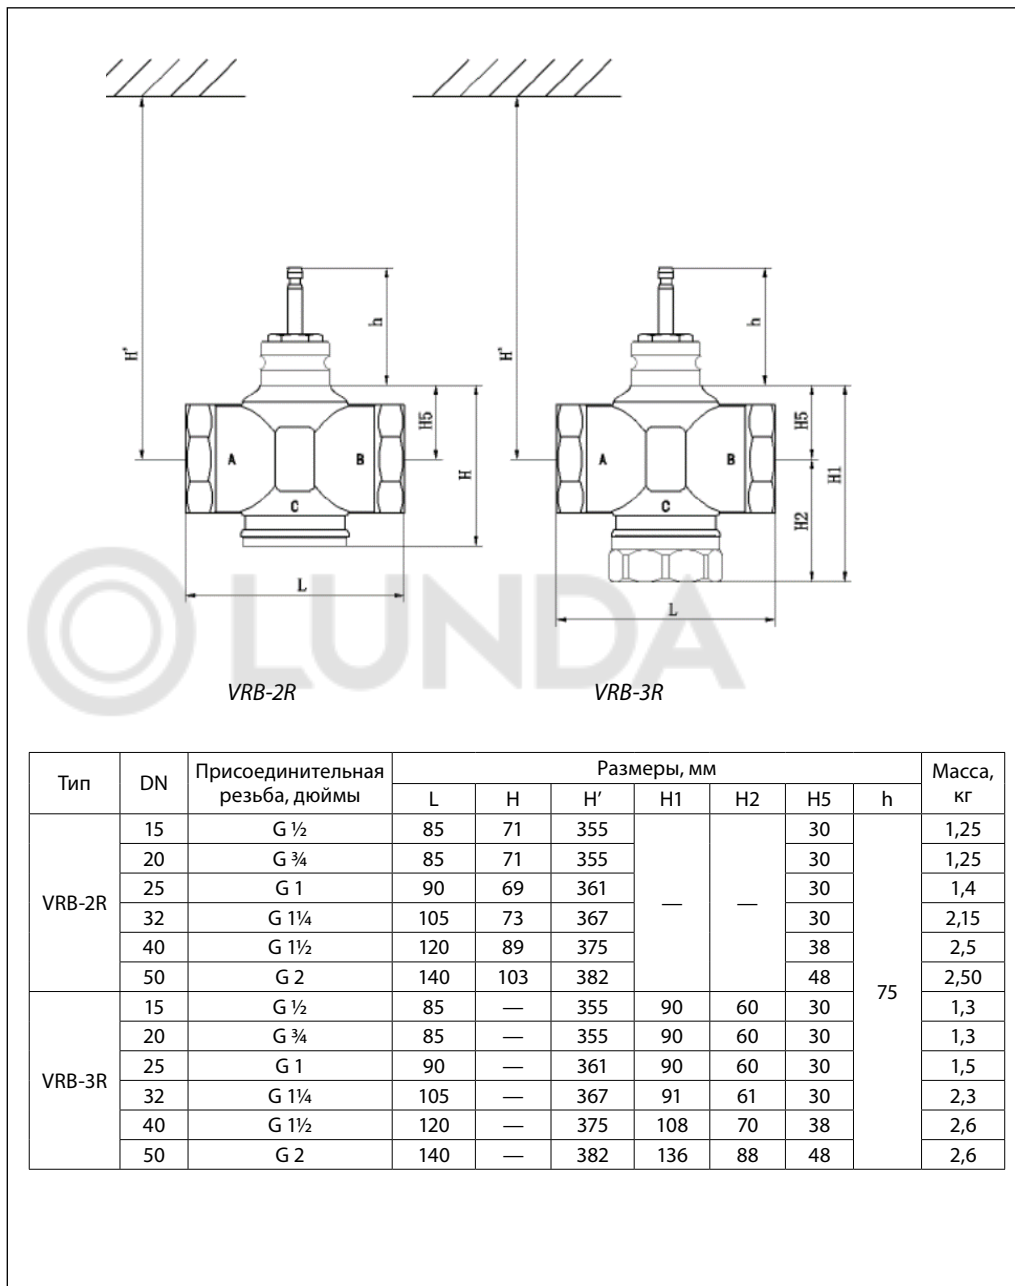 H'
h
H5
H
A
B
C
L
H'
h
H5
H1
H2
A
B
C
L
LUNDA
VRB-2R
VRB-3R
Тип DN Присоединительная резьба, дюймы Размеры, мм Масса, кг
L H H’ H1 H2 H5 h
VRB-2R
15 G ½ 85 71 355 — — 30 75 1,25
20 G ¾ 85 71 355 30 1,25
25 G 1 90 69 361 30 1,4
32 G 1¼ 105 73 367 30 2,15
40 G 1½ 120 89 375 38 2,5
50 G 2 140 103 382 48 2,50
VRB-3R
15 G ½ 85 — 355 90 60 30 1,3
20 G ¾ 85 — 355 90 60 30 1,3
25 G 1 90 — 361 90 60 30 1,5
32 G 1¼ 105 — 367 91 61 30 2,3
40 G 1½ 120 — 375 108 70 38 2,6
50 G 2 140 — 382 136 88 48 2,6